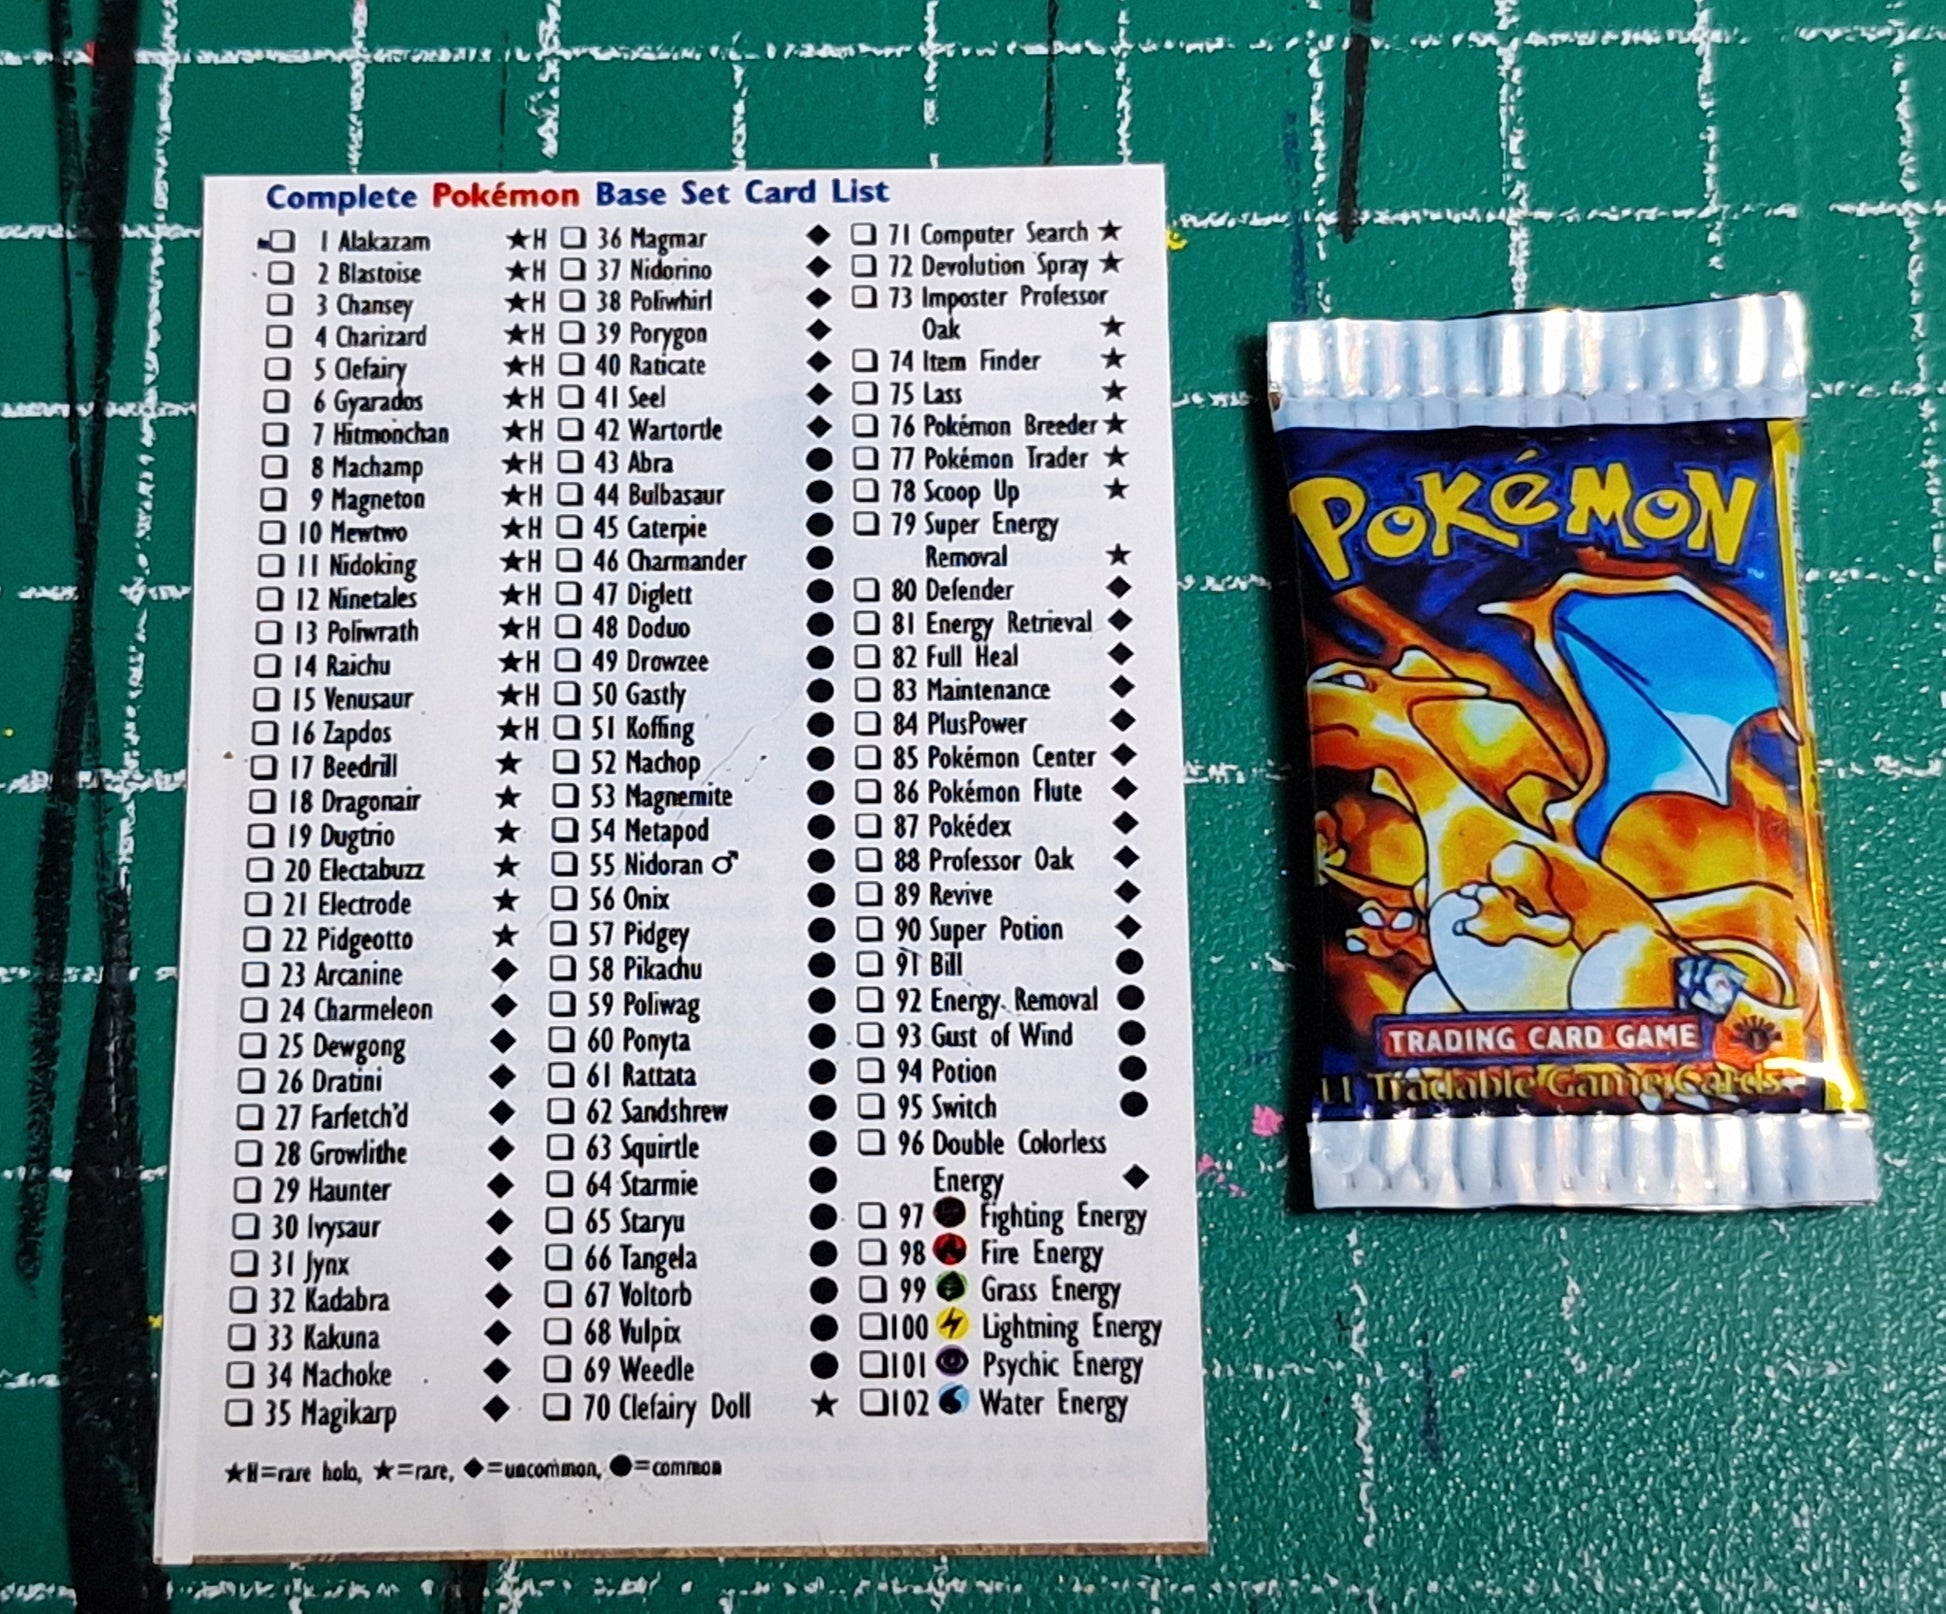 Complete Pokémon Base Set Card List
1 Alakazam ★H
2 Blastoise ★H
3 Chansey ★H
4 Charizard ★H
5 Clefairy ★H
6 Gyarados ★H
7 Hitmonchan ★H
8 Machamp ★H
9 Magneton ★H
10 Mewtwo ★H
11 Nidoking ★H
12 Ninetales ★H
13 Poliwrath ★H
14 Raichu ★H
15 Venusaur ★H
16 Zapdos ★H
17 Beedrill ★
18 Dragonair ★
19 Dugtrio ★
20 Electabuzz ★
21 Electrode ★
22 Pidgeotto ★
23 Arcanine ◆
24 Charmeleon ◆
25 Dewgong ◆
26 Dratini ◆
27 Farfetch'd ◆
28 Growlithe ◆
29 Haunter ◆
30 Ivysaur ◆
31 Jynx ◆
32 Kadabra ◆
33 Kakuna ◆
34 Machoke ◆
35 Magikarp ◆
36 Magmar ◆
37 Nidorino ◆
38 Poliwhirl ◆
39 Porygon ◆
40 Raticate ◆
41 Seel ◆
42 Wartortle ◆
43 Abra ●
44 Bulbasaur ●
45 Caterpie ●
46 Charmander ●
47 Diglett ●
48 Doduo ●
49 Drowzee ●
50 Gastly ●
51 Koffing ●
52 Machop ●
53 Magnemite ●
54 Metapod ●
55 Nidoran ♂ ●
56 Onix ●
57 Pidgey ●
58 Pikachu ●
59 Poliwag ●
60 Ponyta ●
61 Rattata ●
62 Sandshrew ●
63 Squirtle ●
64 Starmie ●
65 Staryu ●
66 Tangela ●
67 Voltorb ●
68 Vulpix ●
69 Weedle ●
70 Clefairy Doll ★
71 Computer Search ★
72 Devolution Spray ★
73 Imposter Professor
Oak ★
74 Item Finder ★
75 Lass ★
76 Pokémon Breeder ★
77 Pokémon Trader ★
78 Scoop Up ★
79 Super Energy
Removal ★
80 Defender ◆
81 Energy Retrieval ◆
82 Full Heal ◆
83 Maintenance ◆
84 PlusPower ◆
85 Pokémon Center ◆
86 Pokémon Flute ◆
87 Pokédex ◆
88 Professor Oak ◆
89 Revive ◆
90 Super Potion ◆
91 Bill ●
92 Energy Removal ●
93 Gust of Wind ●
94 Potion ●
95 Switch ●
96 Double Colorless
Energy ◆
97 Fighting Energy
98 Fire Energy
99 Grass Energy
100 Lightning Energy
101 Psychic Energy
102 Water Energy
★H=rare holo, ★=rare, ◆=uncommon, ●=common
POKéMON
TRADING CARD GAME
11 Tradable Game Cards